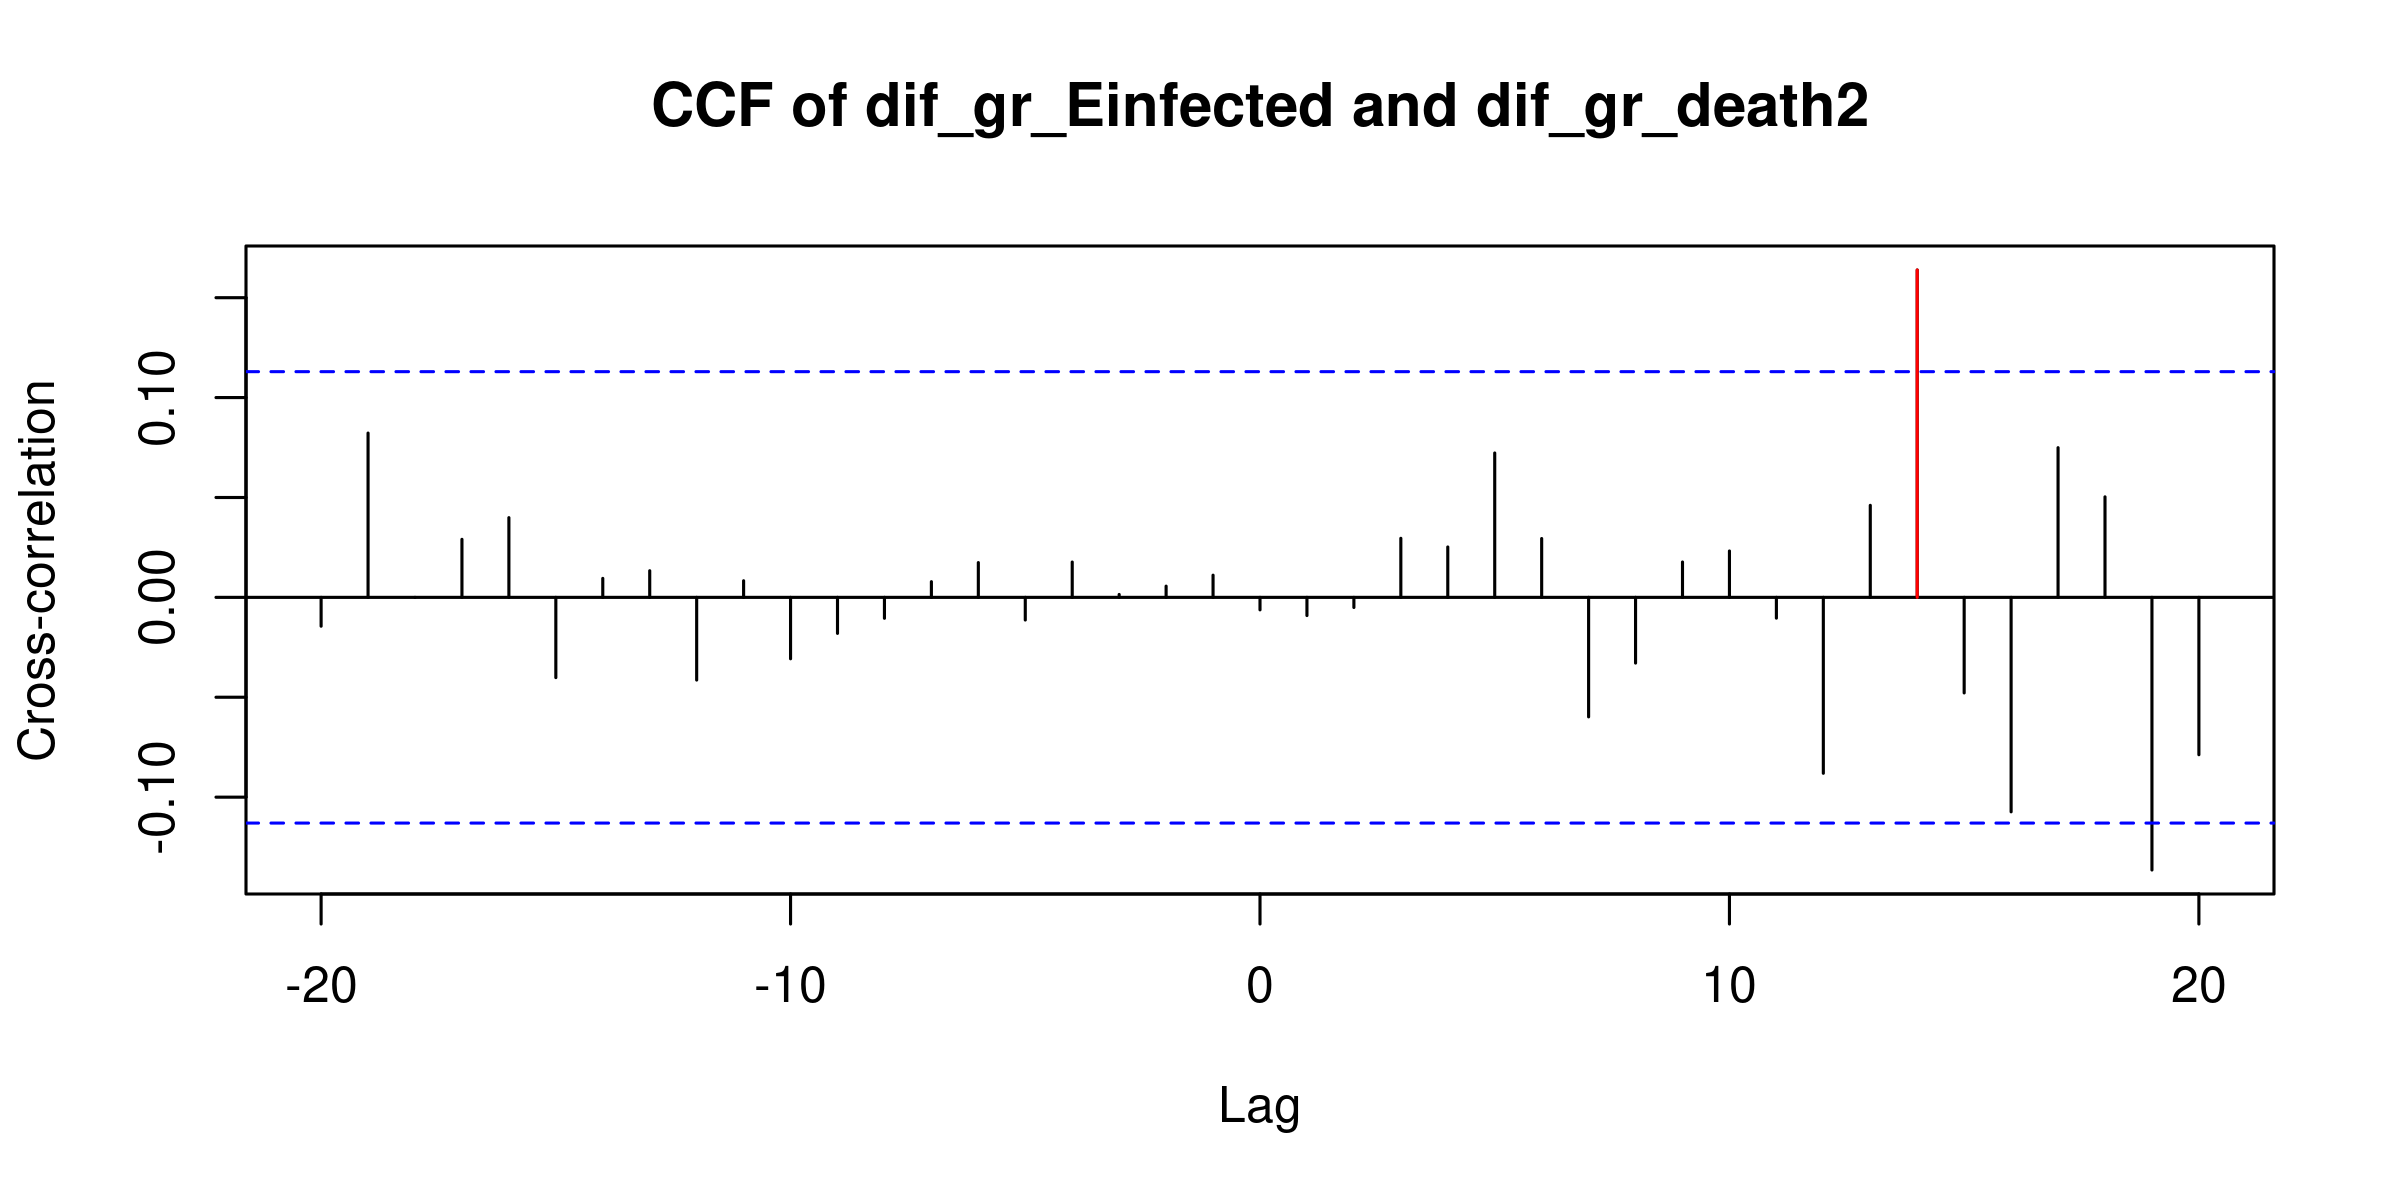 CCF of dif_gr_Einfected and dif_gr_death2
Cross-correlation
0.10
0.00
-0.10
-20 -10 0 10 20
Lag